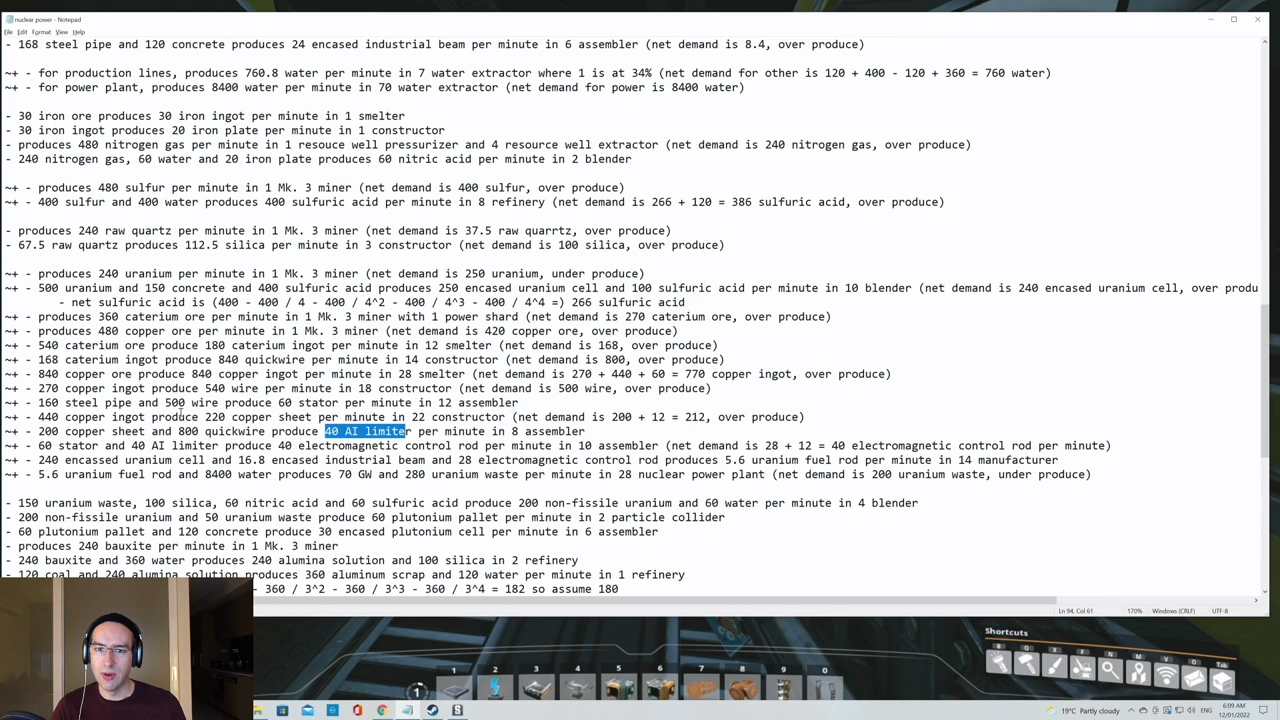 nuclear power - Notepad
File Edit Format View Help
- 168 steel pipe and 120 concrete produces 24 encased industrial beam per minute in 6 assembler (net demand is 8.4, over produce)
~+ - for production lines, produces 760.8 water per minute in 7 water extractor where 1 is at 34% (net demand for other is 120 + 400 - 120 + 360 = 760 water)
~+ - for power plant, produces 8400 water per minute in 70 water extractor (net demand for power is 8400 water)
- 30 iron ore produces 30 iron ingot per minute in 1 smelter
- 30 iron ingot produces 20 iron plate per minute in 1 constructor
- produces 480 nitrogen gas per minute in 1 resouce well pressurizer and 4 resource well extractor (net demand is 240 nitrogen gas, over produce)
- 240 nitrogen gas, 60 water and 20 iron plate produces 60 nitric acid per minute in 2 blender
~+ - produces 480 sulfur per minute in 1 Mk. 3 miner (net demand is 400 sulfur, over produce)
~+ - 400 sulfur and 400 water produces 400 sulfuric acid per minute in 8 refinery (net demand is 266 + 120 = 386 sulfuric acid, over produce)
- produces 240 raw quartz per minute in 1 Mk. 3 miner (net demand is 37.5 raw quarrtz, over produce)
- 67.5 raw quartz produces 112.5 silica per minute in 3 constructor (net demand is 100 silica, over produce)
~+ - produces 240 uranium per minute in 1 Mk. 3 miner (net demand is 250 uranium, under produce)
~+ - 500 uranium and 150 concrete and 400 sulfuric acid produces 250 encased uranium cell and 100 sulfuric acid per minute in 10 blender (net demand is 240 encased uranium cell, over produ
- net sulfuric acid is (400 - 400 / 4 - 400 / 4^2 - 400 / 4^3 - 400 / 4^4 =) 266 sulfuric acid
~+ - produces 360 caterium ore per minute in 1 Mk. 3 miner with 1 power shard (net demand is 270 caterium ore, over produce)
~+ - produces 480 copper ore per minute in 1 Mk. 3 miner (net demand is 420 copper ore, over produce)
~+ - 540 caterium ore produce 180 caterium ingot per minute in 12 smelter (net demand is 168, over produce)
~+ - 168 caterium ingot produce 840 quickwire per minute in 14 constructor (net demand is 800, over produce)
~+ - 840 copper ore produce 840 copper ingot per minute in 28 smelter (net demand is 270 + 440 + 60 = 770 copper ingot, over produce)
~+ - 270 copper ingot produce 540 wire per minute in 18 constructor (net demand is 500 wire, over produce)
~+ - 160 steel pipe and 500 wire produce 60 stator per minute in 12 assembler
~+ - 440 copper ingot produce 220 copper sheet per minute in 22 constructor (net demand is 200 + 12 = 212, over produce)
~+ - 200 copper sheet and 800 quickwire produce 40 AI limiter per minute in 8 assembler
~+ - 60 stator and 40 AI limiter produce 40 electromagnetic control rod per minute in 10 assembler (net demand is 28 + 12 = 40 electromagnetic control rod per minute)
~+ - 240 encassed uranium cell and 16.8 encased industrial beam and 28 electromagnetic control rod produces 5.6 uranium fuel rod per minute in 14 manufacturer
~+ - 5.6 uranium fuel rod and 8400 water produces 70 GW and 280 uranium waste per minute in 28 nuclear power plant (net demand is 200 uranium waste, under produce)
- 150 uranium waste, 100 silica, 60 nitric acid and 60 sulfuric acid produce 200 non-fissile uranium and 60 water per minute in 4 blender
- 200 non-fissile uranium and 50 uranium waste produce 60 plutonium pallet per minute in 2 particle collider
- 60 plutonium pallet and 120 concrete produce 30 encased plutonium cell per minute in 6 assembler
- produces 240 bauxite per minute in 1 Mk. 3 miner
- 240 bauxite and 360 water produces 240 alumina solution and 100 silica in 2 refinery
- 120 coal and 240 alumina solution produces 360 aluminum scrap and 120 water per minute in 1 refinery
- 360 / 3^2 - 360 / 3^3 - 360 / 3^4 = 182 so assume 180
Ln 94, Col 61 170% Windows (CRLF) UTF-8
Shortcuts
B Q X F N M V O Tab
1 2 3 4 5 6 7 8 9 0
1
19°C Partly cloudy ENG 6:09 AM
12/01/2022